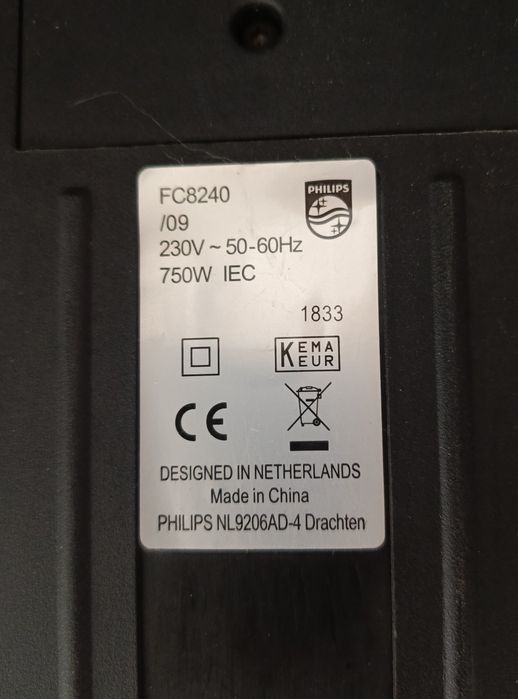 FC8240
PHILIPS
/09
230V ~ 50-60Hz
750W IEC
1833
KEMA
EUR
CE
DESIGNED IN NETHERLANDS
Made in China
PHILIPS NL9206AD-4 Drachten